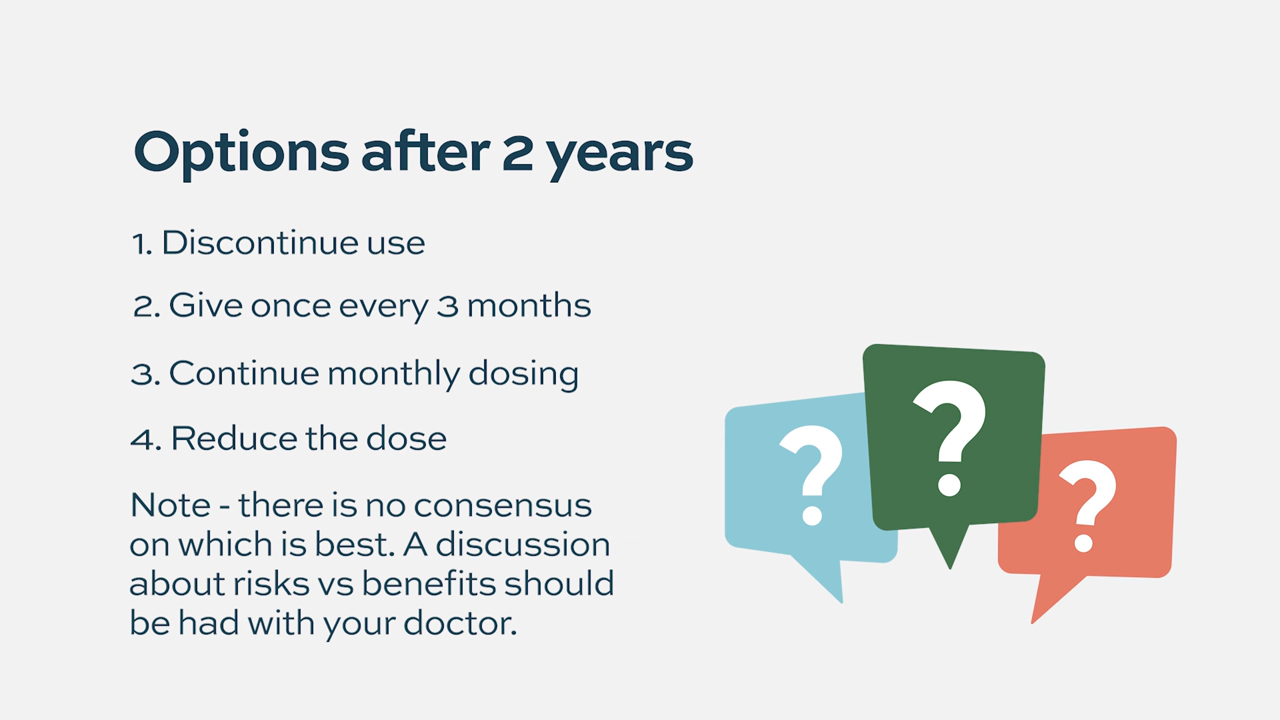 Options after 2 years
1. Discontinue use
2. Give once every 3 months
3. Continue monthly dosing
4. Reduce the dose
Note - there is no consensus
on which is best. A discussion
about risks vs benefits should
be had with your doctor.
? ? ?